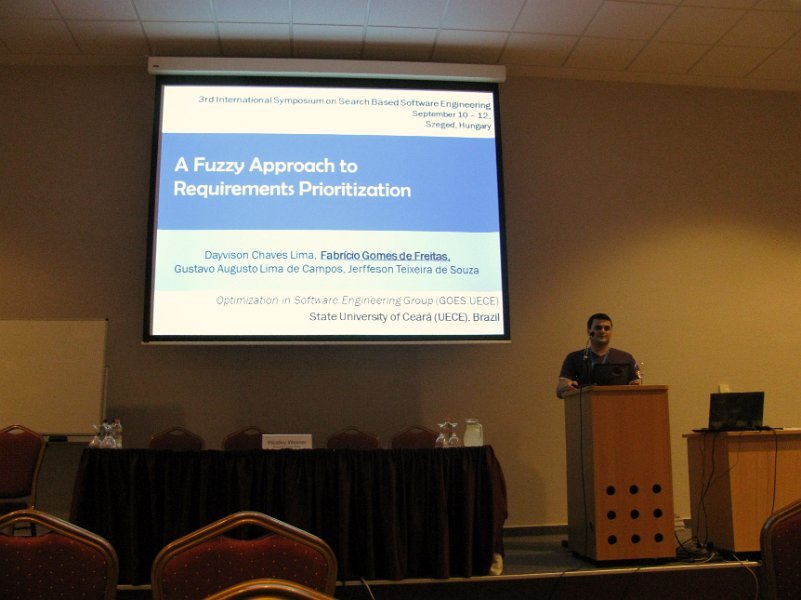 3rd International Symposium on Search Based Software Engineering
September 10 – 12,
Szeged, Hungary
A Fuzzy Approach to
Requirements Prioritization
Dayvison Chaves Lima, Fabrício Gomes de Freitas,
Gustavo Augusto Lima de Campos, Jerffeson Teixeira de Souza
Optimization in Software Engineering Group (GOES.UECE)
State University of Ceará (UECE), Brazil